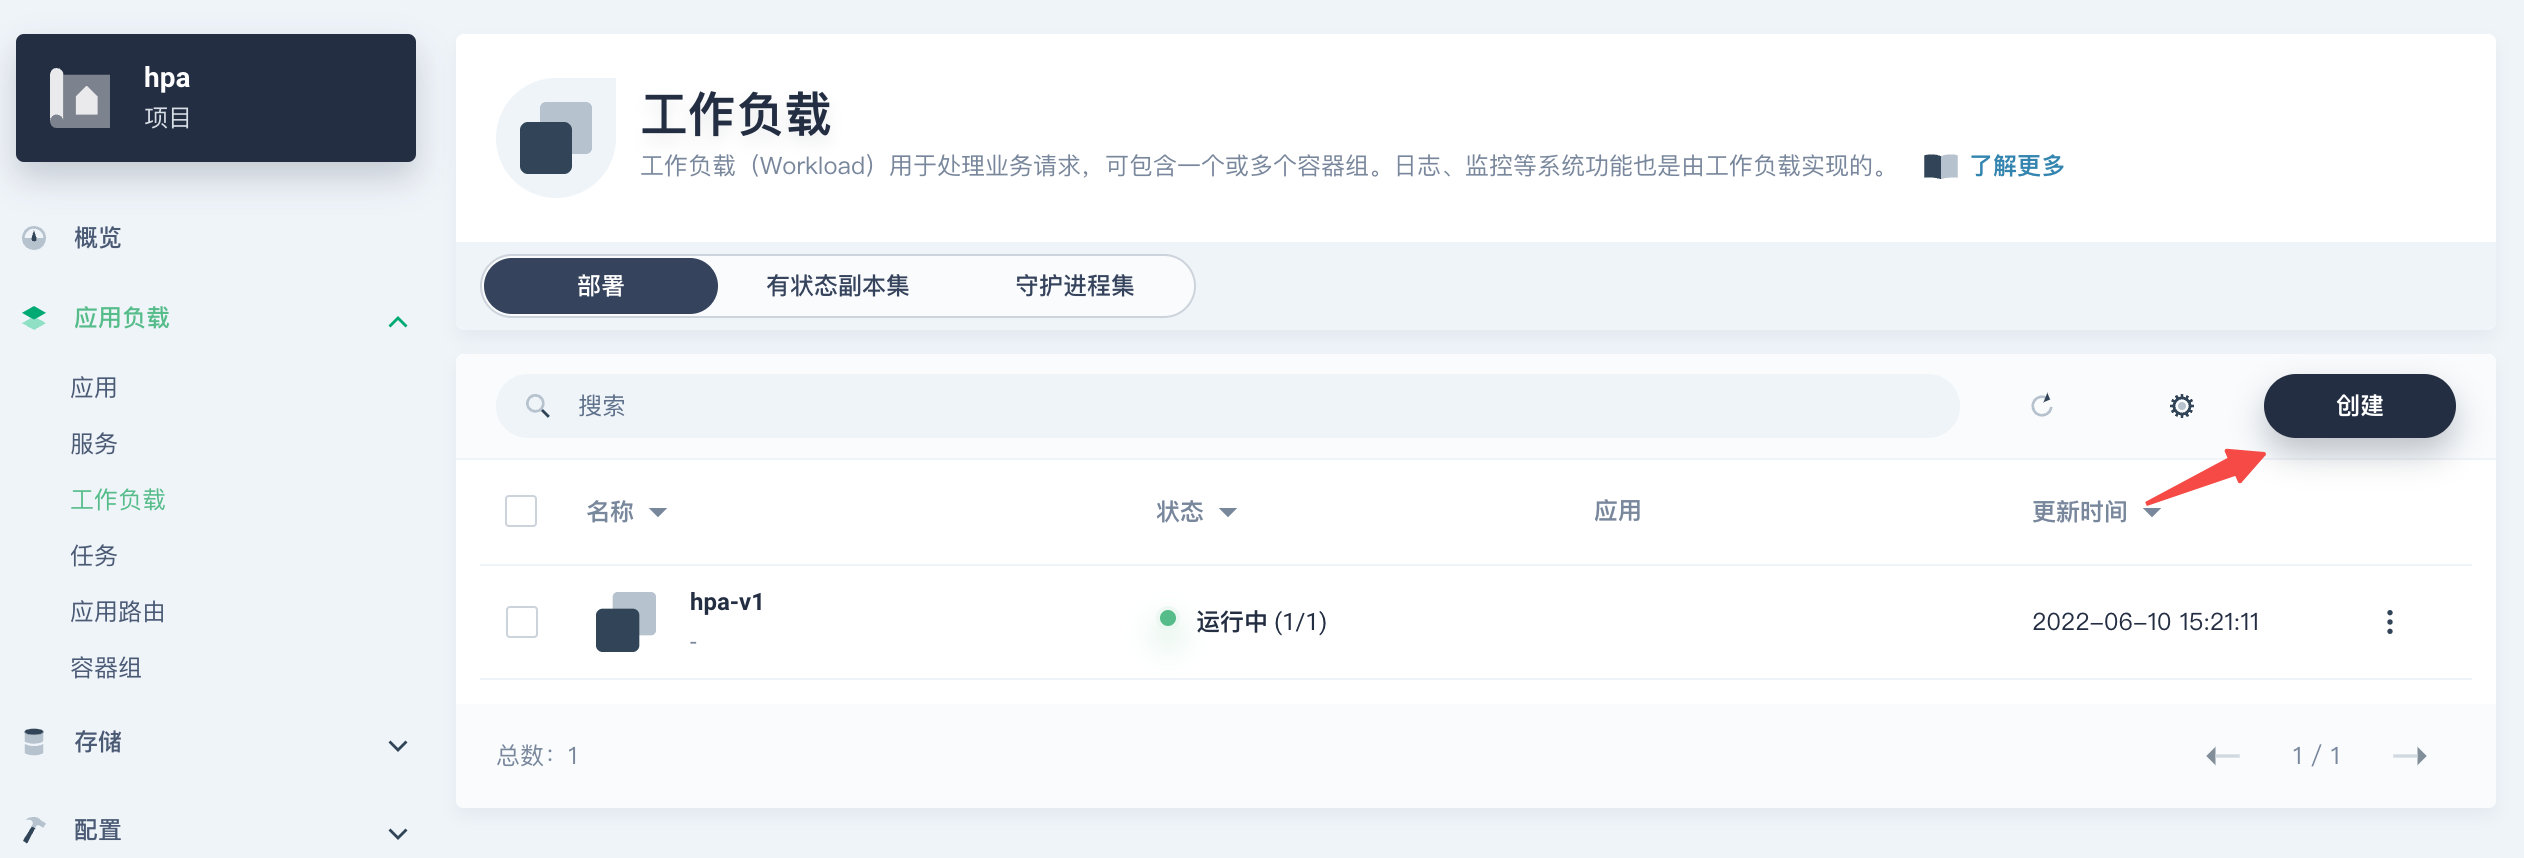 hpa
项目
概览
应用负载
应用
服务
工作负载
任务
应用路由
容器组
存储
配置
工作负载
工作负载（Workload）用于处理业务请求，可包含一个或多个容器组。日志、监控等系统功能也是由工作负载实现的。 了解更多
部署 有状态副本集 守护进程集
搜索 创建
名称 状态 应用 更新时间
hpa-v1
-
运行中 (1/1) 2022-06-10 15:21:11
总数：1 1 / 1